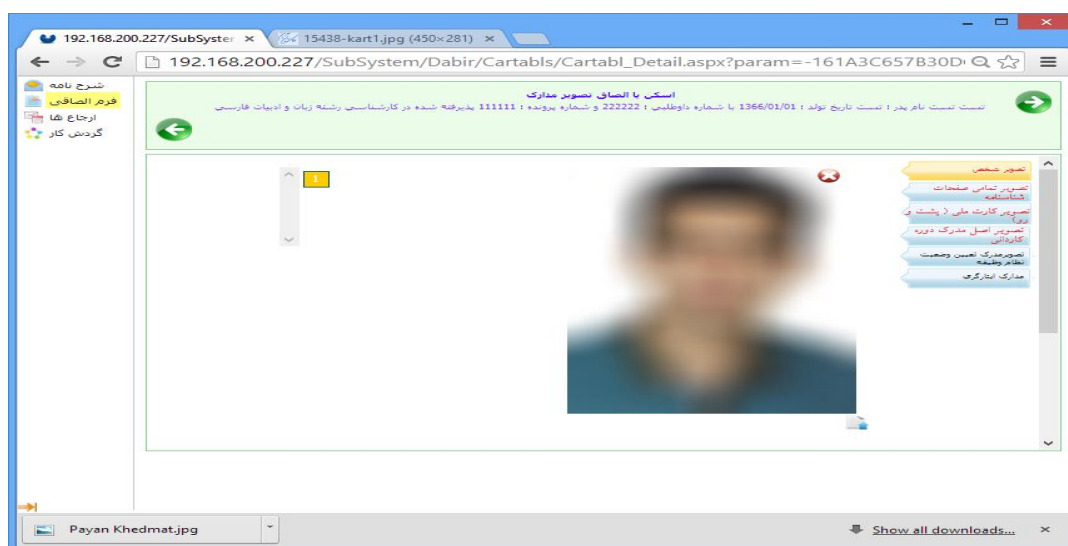 192.168.200.227/SubSyster
15438-kart1.jpg (450×281)
192.168.200.227/SubSystem/Dabir/Cartabls/Cartabl_Detail.aspx?param=-161A3C657B30D
شرح نامه
فرم الصاقی
ارجاع ها
گردش کار
اسکن یا الصاق تصویر مدارک
تست تست نام پدر : تست تاریخ تولد : 1366/01/01 با شماره داوطلبی : 222222 و شماره پرونده : 111111 پذیرفته شده در کارشناسی رشته زبان و ادبیات فارسی
1
تصویر شخص
تصویر تمامی صفحات
شناسنامه
تصویر کارت ملی ( پشت و
رو)
تصویر اصل مدرک دوره
کاردانی
تصویرمدرک تعیین وضعیت
نظام وظیفه
مدارک ایثارگری
Payan Khedmat.jpg
Show all downloads...